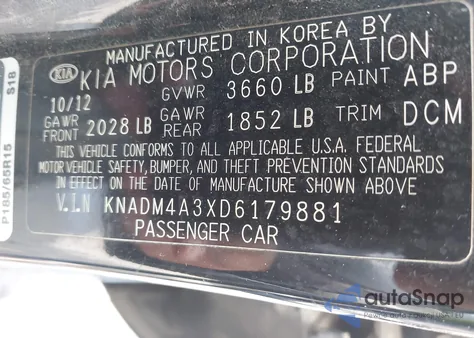 MANUFACTURED IN KOREA BY
KIA KIA MOTORS CORPORATION
10/12 GVWR 3660 LB PAINT ABP
GAWR FRONT 2028 LB GAWR REAR 1852 LB TRIM DCM
THIS VEHICLE CONFORMS TO ALL APPLICABLE U.S.A. FEDERAL
MOTOR VEHICLE SAFETY, BUMPER, AND THEFT PREVENTION STANDARDS
IN EFFECT ON THE DATE OF MANUFACTURE SHOWN ABOVE
V.I.N KNADM4A3XD6179881
PASSENGER CAR
P185/65R15 S18
autoSnap